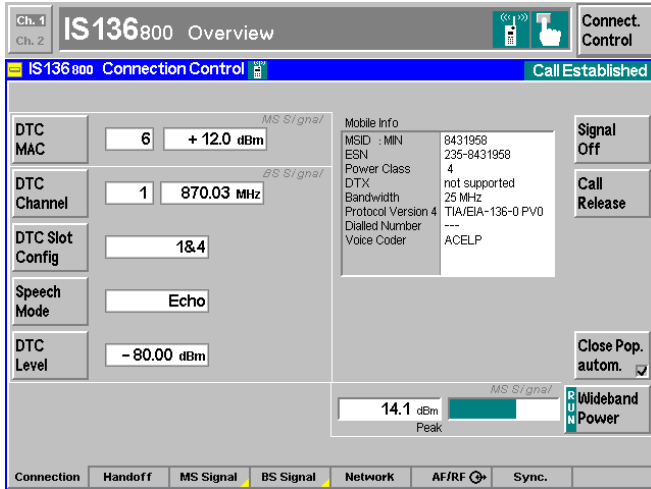 Ch. 1
Ch. 2
IS136800 Overview
Connect.
Control
IS136 800 Connection Control
Call Established
MS Signal
DTC
MAC
6
+ 12.0 dBm
BS Signal
DTC
Channel
1
870.03 MHz
DTC Slot
Config
1&4
Speech
Mode
Echo
DTC
Level
– 80.00 dBm
Mobile Info
MSID : MIN 8431958
ESN 235-8431958
Power Class 4
DTX not supported
Bandwidth 25 MHz
Protocol Version 4 TIA/EIA-136-0 PV0
Dialled Number ---
Voice Coder ACELP
Signal
Off
Call
Release
Close Pop.
autom.
MS Signal
14.1 dBm
Peak
RUN
Wideband
Power
Connection Handoff MS Signal BS Signal Network AF/RF Sync.